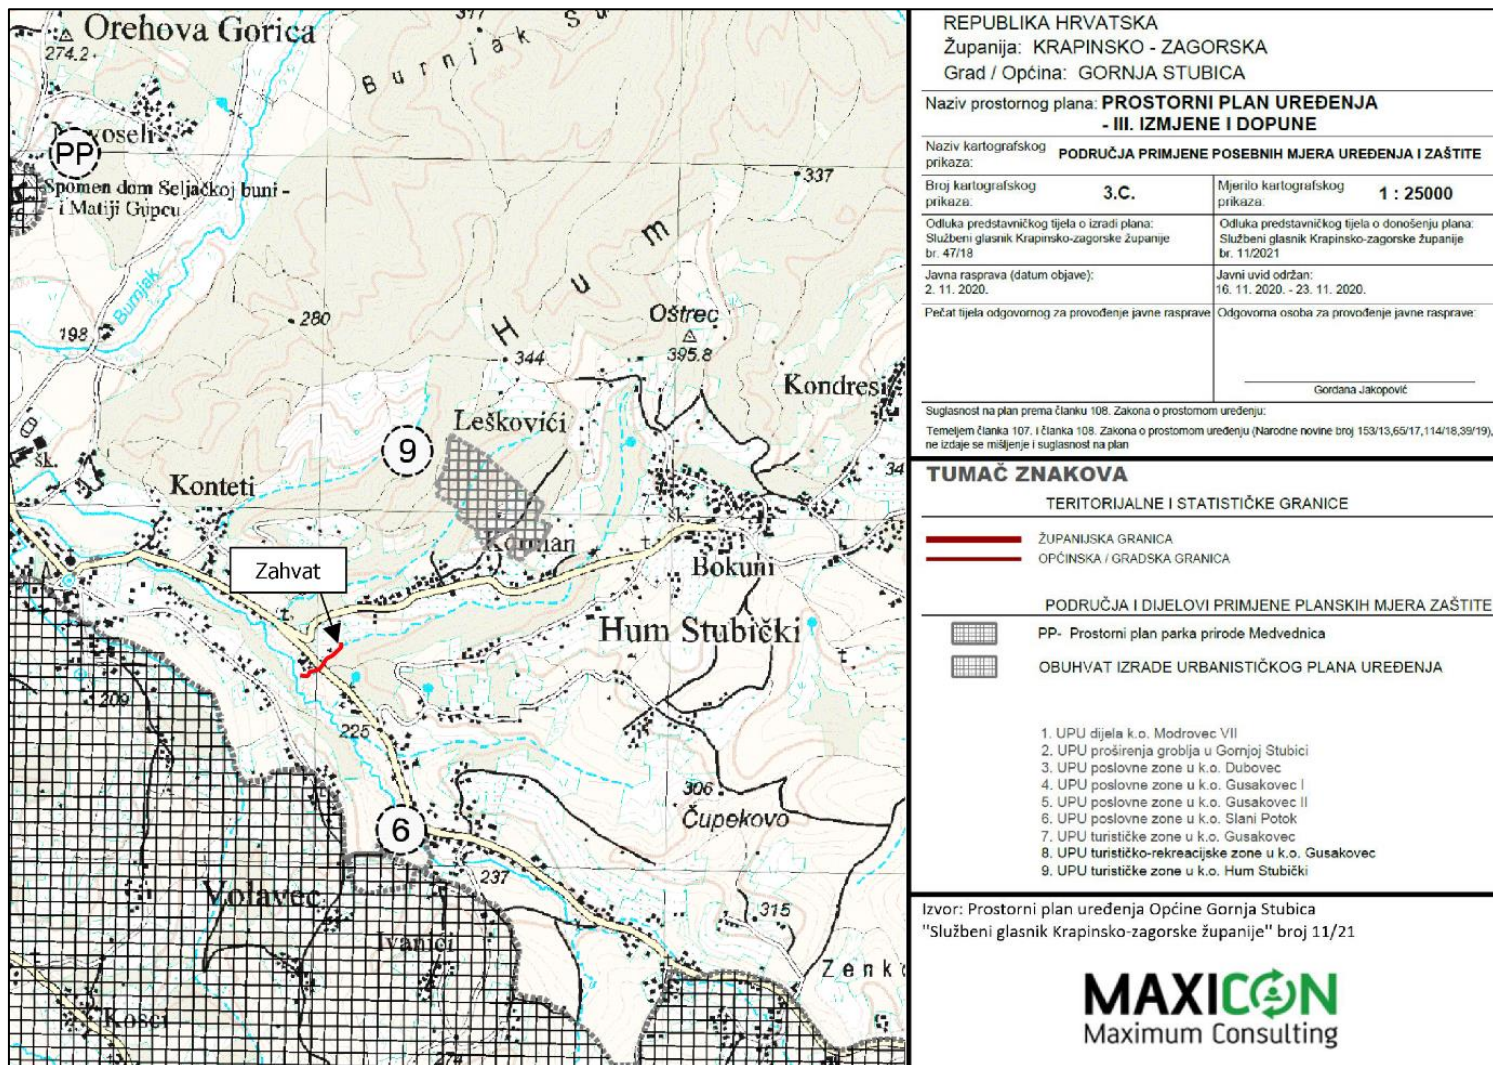 Orehova Gorica
274.2
Burnjak
PP
Spomen dom Seljačkoj buni -
- i Matiji Gupcu
337
Burnjak
H u m
280
198
Oštrec
395.8
344
Kondresi
Leškovići
9
šk.
Konteti
šk.
Zahvat
Bokuni
Hum Stubički
209
225
306
Čupekovo
6
237
Volavec
315
Ivanići
Kosci
274
REPUBLIKA HRVATSKA
Županija: KRAPINSKO - ZAGORSKA
Grad / Općina: GORNJA STUBICA
Naziv prostornog plana: PROSTORNI PLAN UREĐENJA
- III. IZMJENE I DOPUNE
Naziv kartografskog prikaza: PODRUČJA PRIMJENE POSEBNIH MJERA UREĐENJA I ZAŠTITE
Broj kartografskog prikaza: 3.C.
Mjerilo kartografskog prikaza: 1 : 25000
Odluka predstavničkog tijela o izradi plana:
Službeni glasnik Krapinsko-zagorske županije
br. 47/18
Odluka predstavničkog tijela o donošenju plana:
Službeni glasnik Krapinsko-zagorske županije
br. 11/2021
Javna rasprava (datum objave):
2. 11. 2020.
Javni uvid održan:
16. 11. 2020. - 23. 11. 2020.
Pečat tijela odgovornog za provođenje javne rasprave
Odgovorna osoba za provođenje javne rasprave:
Gordana Jakopović
Suglasnost na plan prema članku 108. Zakona o prostornom uređenju:
Temeljem članka 107. i članka 108. Zakona o prostornom uređenju (Narodne novine broj 153/13,65/17,114/18,39/19),
ne izdaje se mišljenje i suglasnost na plan
TUMAČ ZNAKOVA
TERITORIJALNE I STATISTIČKE GRANICE
ŽUPANIJSKA GRANICA
OPĆINSKA / GRADSKA GRANICA
PODRUČJA I DIJELOVI PRIMJENE PLANSKIH MJERA ZAŠTITE
PP- Prostorni plan parka prirode Medvednica
OBUHVAT IZRADE URBANISTIČKOG PLANA UREĐENJA
1. UPU dijela k.o. Modrovec VII
2. UPU proširenja groblja u Gornjoj Stubici
3. UPU poslovne zone u k.o. Dubovec
4. UPU poslovne zone u k.o. Gusakovec I
5. UPU poslovne zone u k.o. Gusakovec II
6. UPU poslovne zone u k.o. Slani Potok
7. UPU turističke zone u k.o. Gusakovec
8. UPU turističko-rekreacijske zone u k.o. Gusakovec
9. UPU turističke zone u k.o. Hum Stubički
Izvor: Prostorni plan uređenja Općine Gornja Stubica
"Službeni glasnik Krapinsko-zagorske županije" broj 11/21
MAXICON
Maximum Consulting